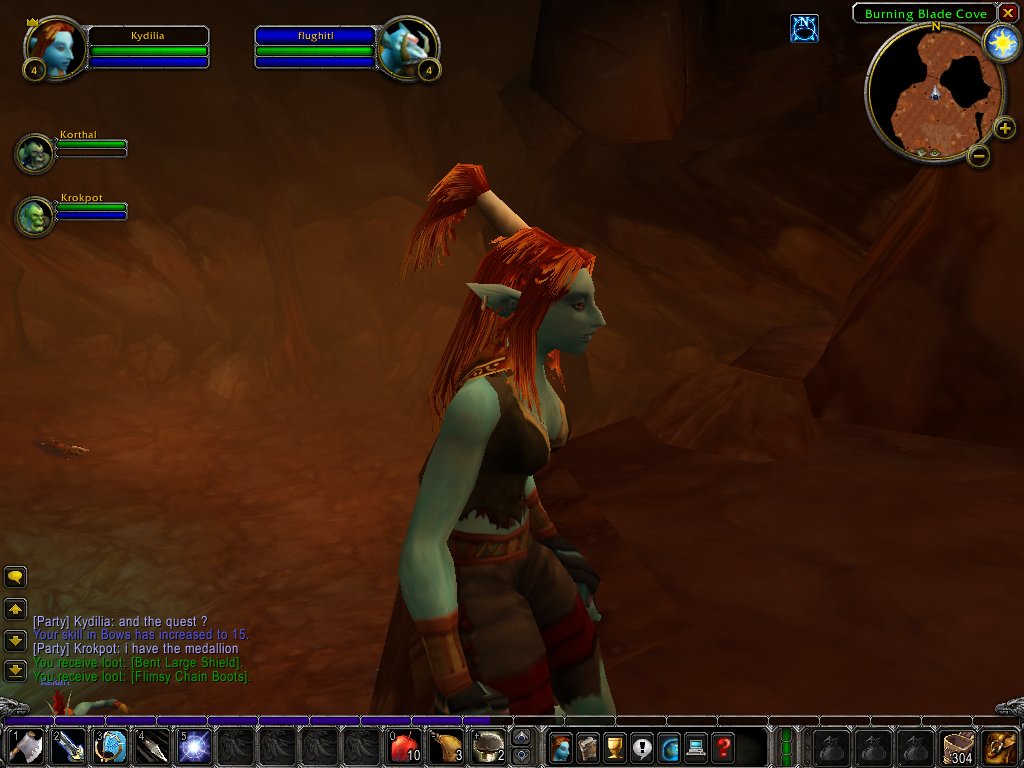 Burning Blade Cove
N
N
Kydilia
flughitl
4
4
Korthal
Krokpot
[Party] Kydilia: and the quest ?
Your skill in Bows has increased to 15.
[Party] Krokpot: i have the medallion
You receive loot: [Bent Large Shield].
You receive loot: [Flimsy Chain Boots].
1 3 4 5 10 3 2 304